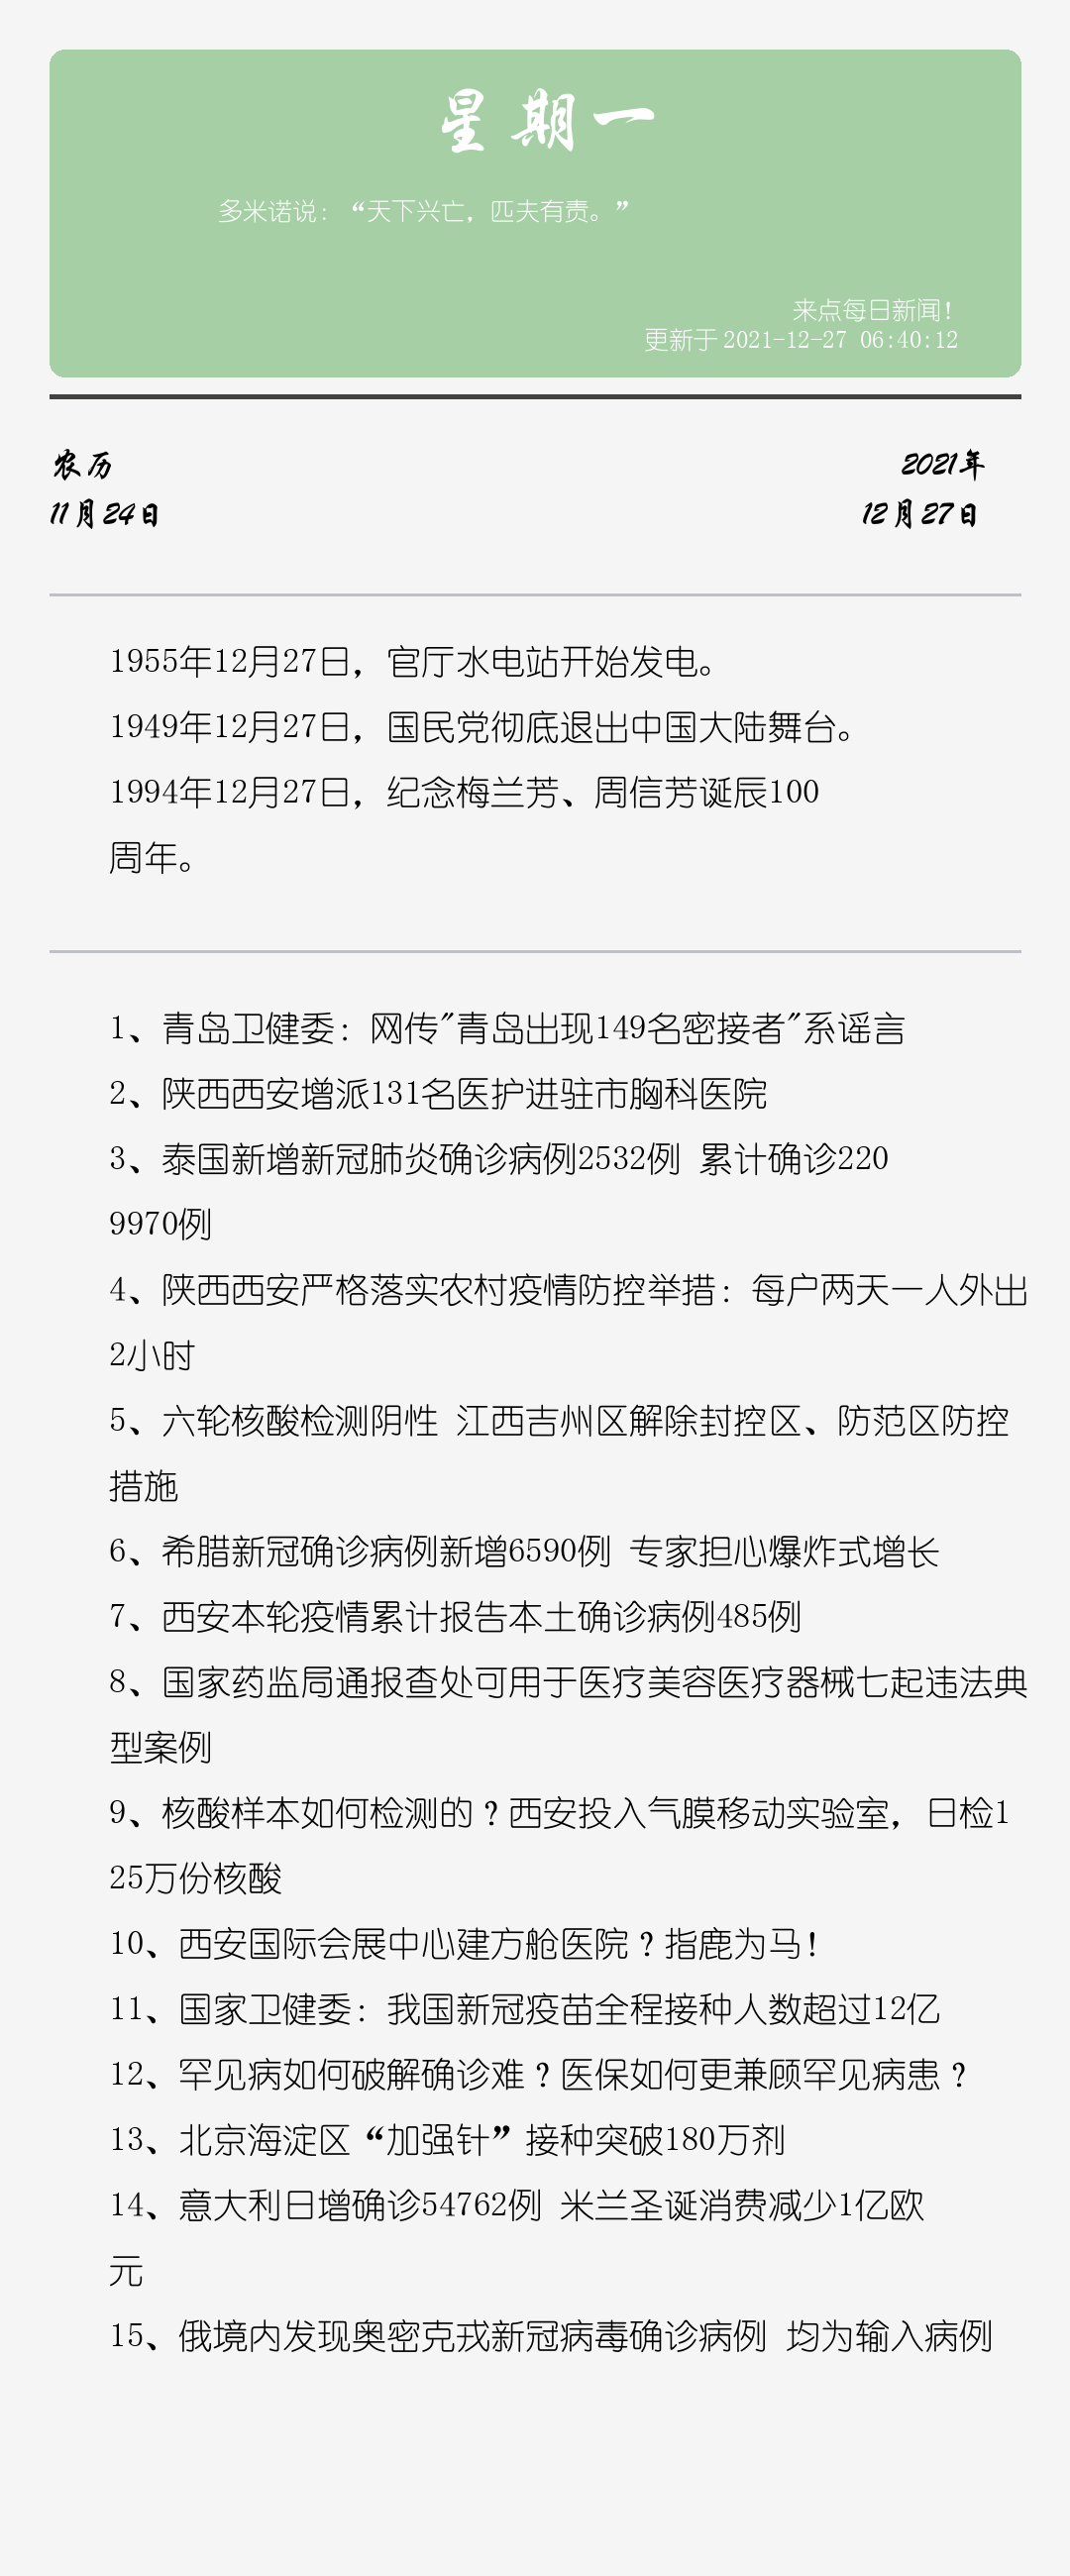 星期一
多米诺说：“天下兴亡，匹夫有责。”
来点每日新闻！
更新于 2021-12-27 06:40:12
农历 2021年
11月24日 12月27日
1955年12月27日，官厅水电站开始发电。
1949年12月27日，国民党彻底退出中国大陆舞台。
1994年12月27日，纪念梅兰芳、周信芳诞辰100
周年。
1、青岛卫健委：网传"青岛出现149名密接者"系谣言
2、陕西西安增派131名医护进驻市胸科医院
3、泰国新增新冠肺炎确诊病例2532例 累计确诊220
9970例
4、陕西西安严格落实农村疫情防控举措：每户两天一人外出
2小时
5、六轮核酸检测阴性 江西吉州区解除封控区、防范区防控
措施
6、希腊新冠确诊病例新增6590例 专家担心爆炸式增长
7、西安本轮疫情累计报告本土确诊病例485例
8、国家药监局通报查处可用于医疗美容医疗器械七起违法典
型案例
9、核酸样本如何检测的？西安投入气膜移动实验室，日检1
25万份核酸
10、西安国际会展中心建方舱医院？指鹿为马！
11、国家卫健委：我国新冠疫苗全程接种人数超过12亿
12、罕见病如何破解确诊难？医保如何更兼顾罕见病患？
13、北京海淀区“加强针”接种突破180万剂
14、意大利日增确诊54762例 米兰圣诞消费减少1亿欧
元
15、俄境内发现奥密克戎新冠病毒确诊病例 均为输入病例